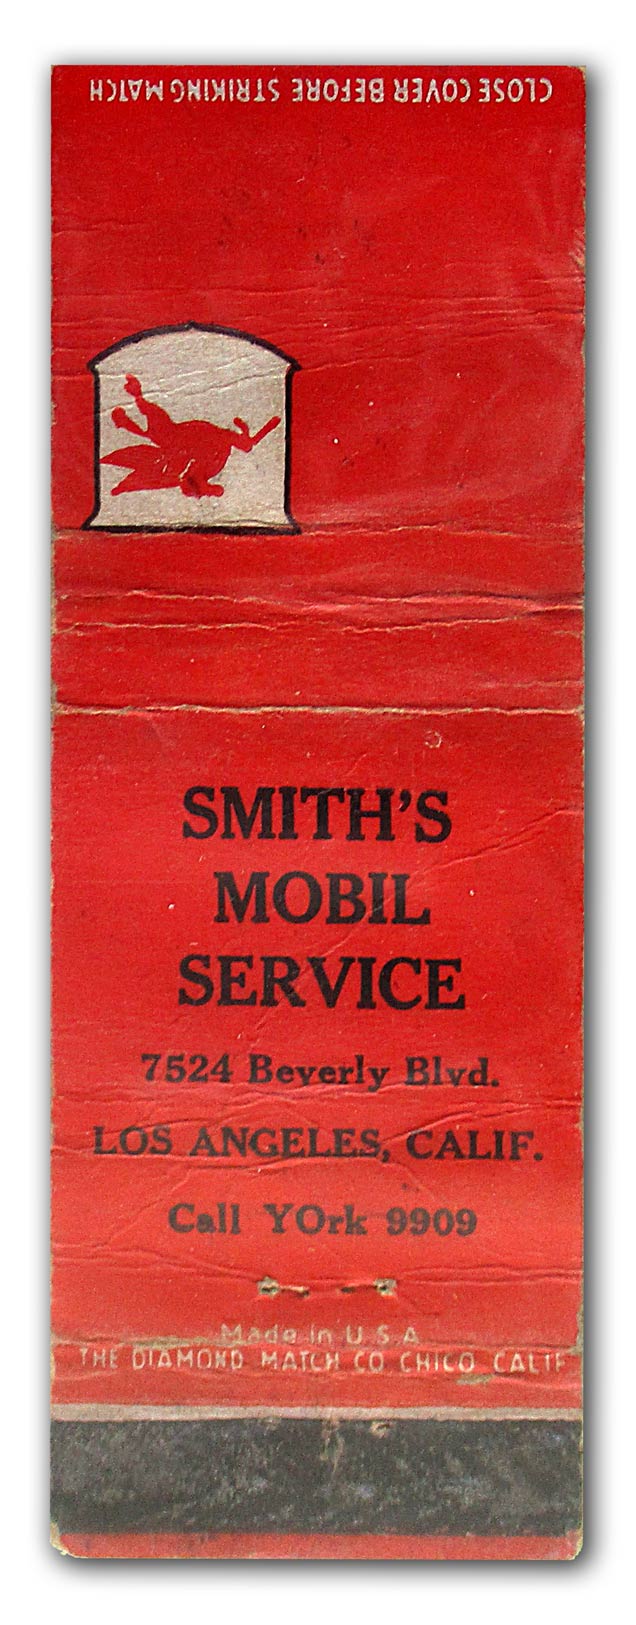 CLOSE COVER BEFORE STRIKING MATCH
SMITH'S
MOBIL
SERVICE
7524 Beverly Blvd.
LOS ANGELES, CALIF.
Call YOrk 9909
Made in U.S.A
THE DIAMOND MATCH CO CHICO CALIF